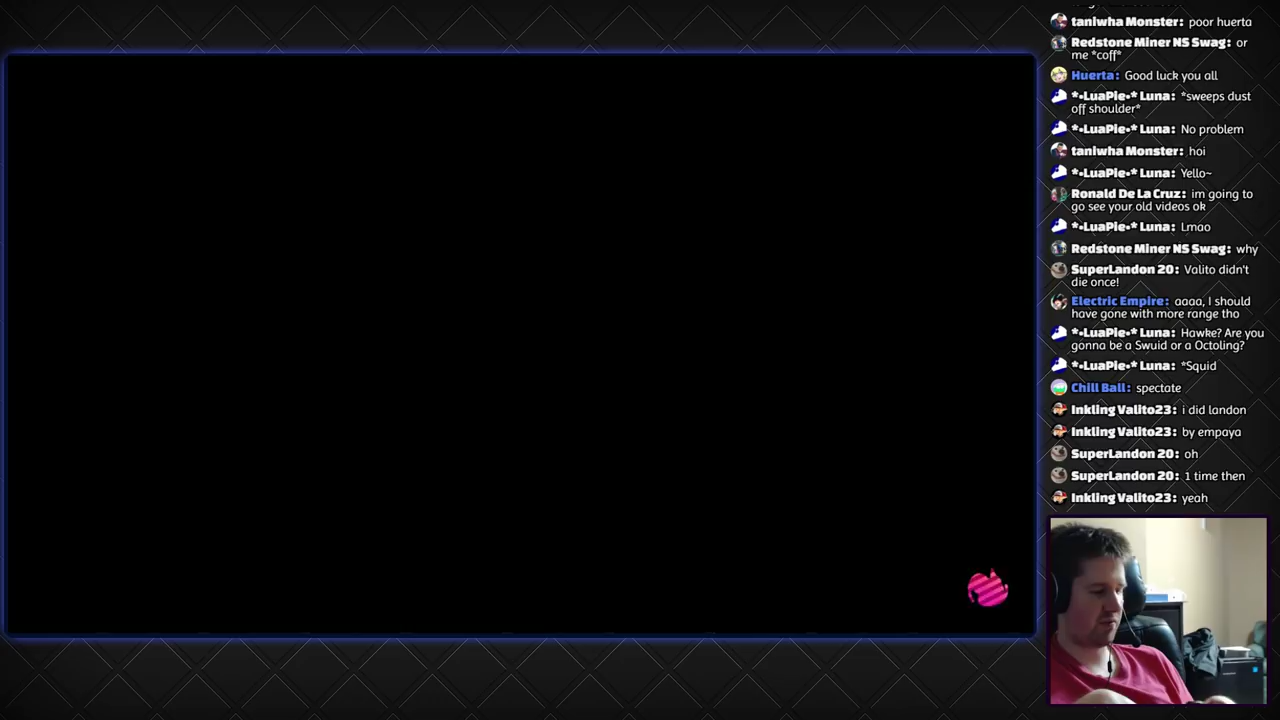 taniwha Monster: poor huerta
Redstone Miner NS Swag: or
me *coff*
Huerta: Good luck you all
*•LuaPie•* Luna: *sweeps dust
off shoulder*
*•LuaPie•* Luna: No problem
taniwha Monster: hoi
*•LuaPie•* Luna: Yello~
Ronald De La Cruz: im going to
go see your old videos ok
*•LuaPie•* Luna: Lmao
Redstone Miner NS Swag: why
SuperLandon 20: Valito didn't
die once!
Electric Empire: aaaa, I should
have gone with more range tho
*•LuaPie•* Luna: Hawke? Are you
gonna be a Swuid or a Octoling?
*•LuaPie•* Luna: *Squid
Chill Ball: spectate
Inkling Valito23: i did landon
Inkling Valito23: by empaya
SuperLandon 20: oh
SuperLandon 20: 1 time then
Inkling Valito23: yeah